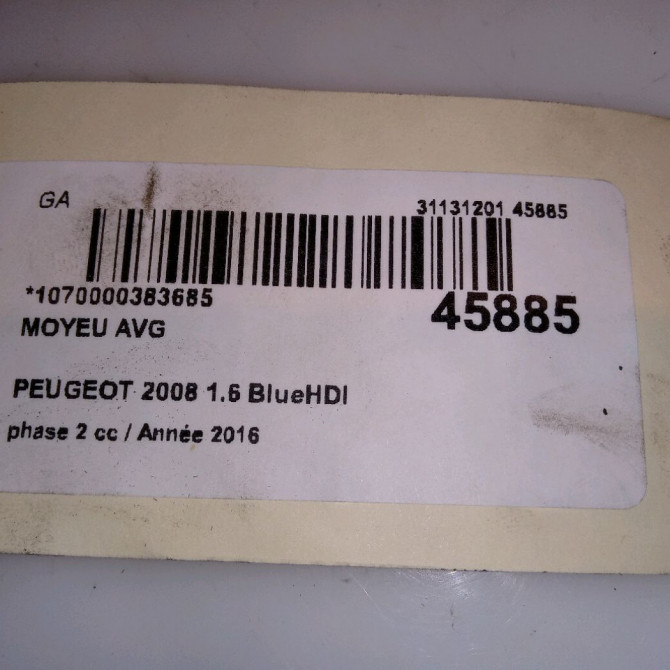 GA 31131201 45885
*1070000383685 45885
MOYEU AVG
PEUGEOT 2008 1.6 BlueHDI
phase 2 cc / Année 2016